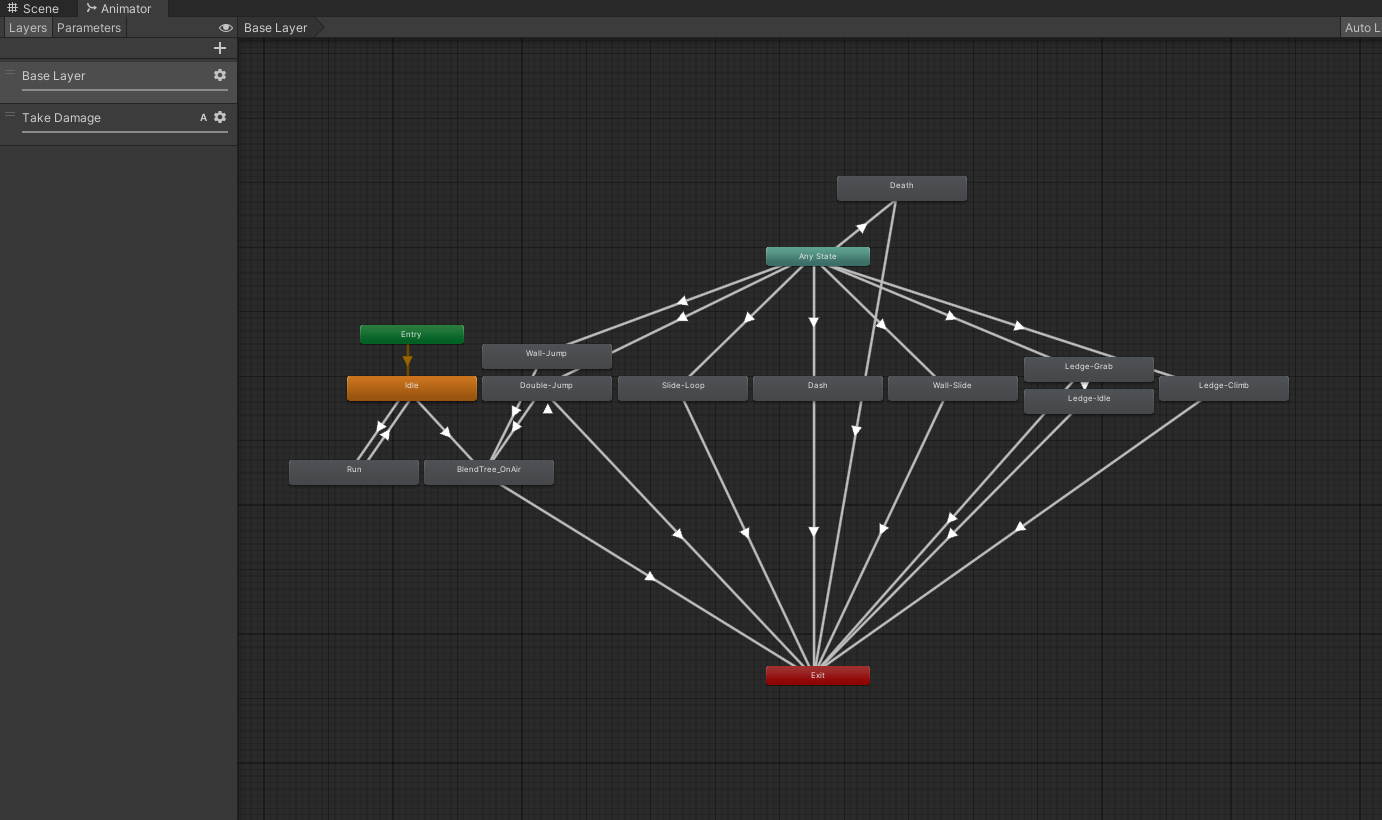 Scene
Animator
Layers
Parameters
Base Layer
Auto L
Base Layer
Take Damage
A
Death
Any State
Entry
Wall-Jump
Ledge-Grab
Idle
Double-Jump
Slide-Loop
Dash
Wall-Slide
Ledge-Idle
Ledge-Climb
Run
BlendTree_OnAir
Exit